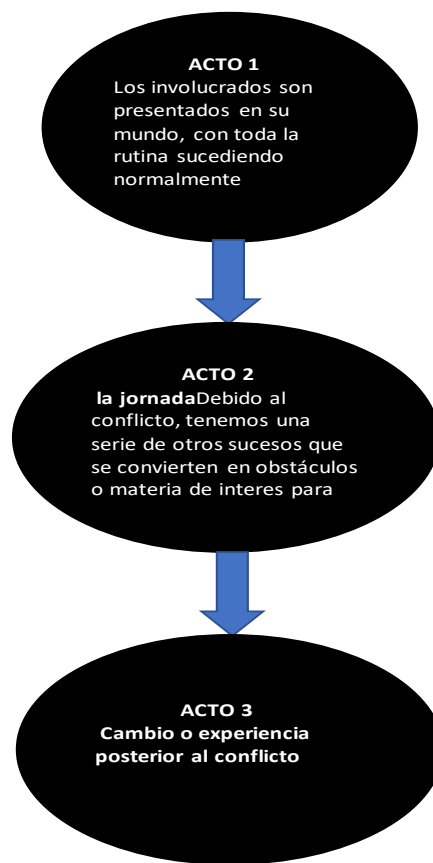 ACTO 1
Los involucrados son
presentados en su
mundo, con toda la
rutina sucediendo
normalmente
ACTO 2
la jornadaDebido al
conflicto, tenemos una
serie de otros sucesos que
se convierten en obstáculos
o materia de interes para
ACTO 3
Cambio o experiencia
posterior al conflicto